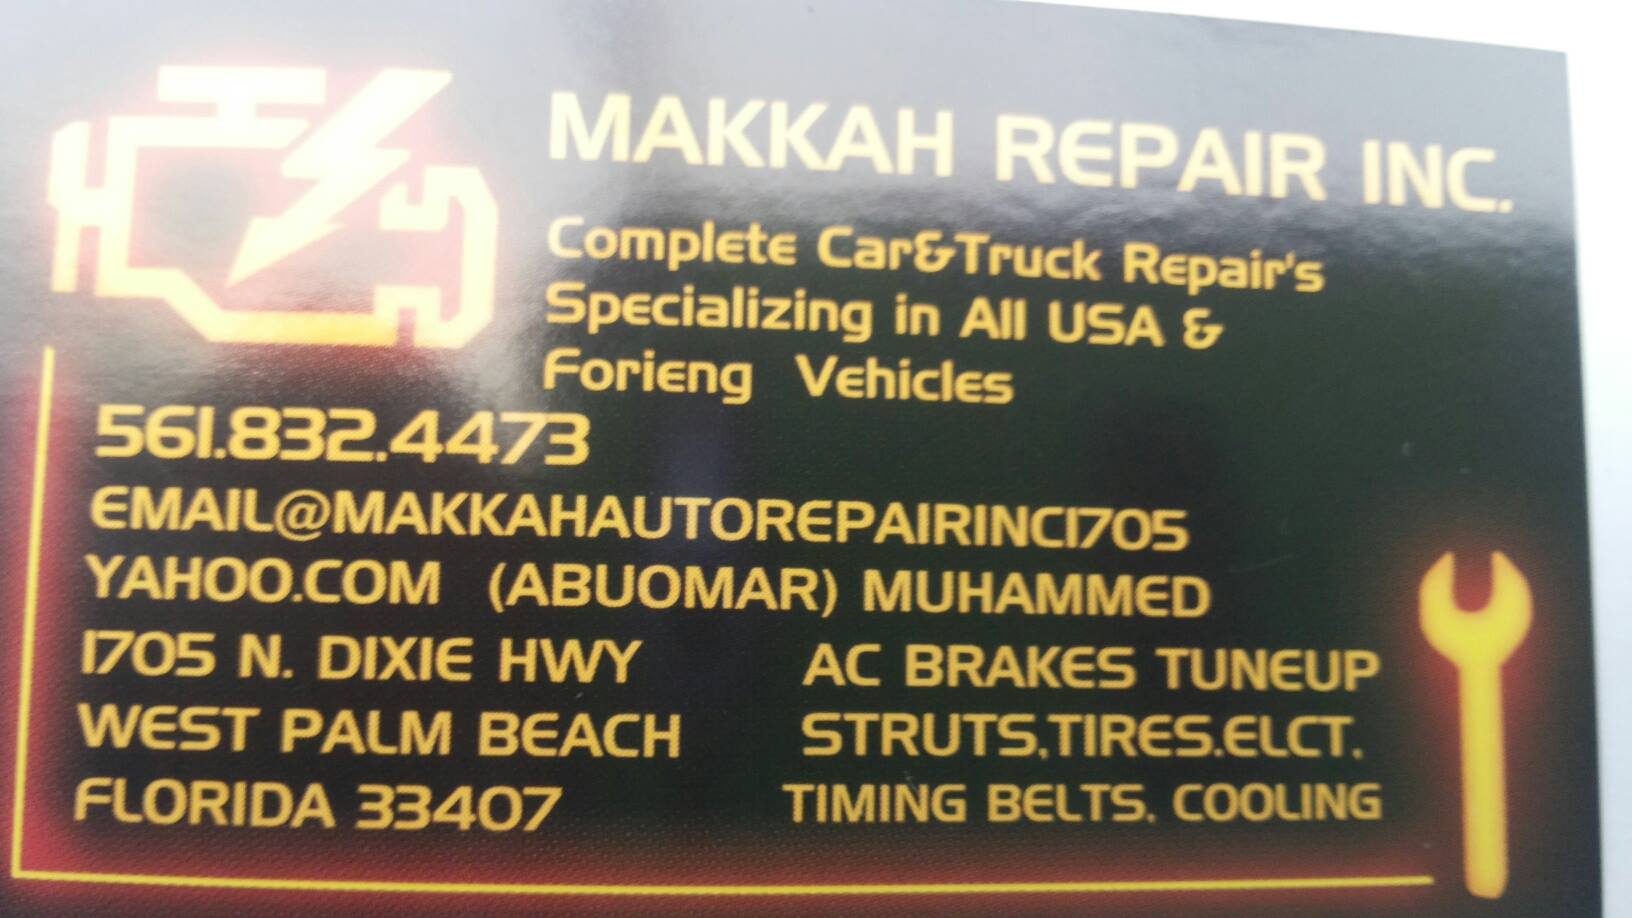 MAKKAH REPAIR INC.
Complete Car&Truck Repair's
Specializing in All USA &
Forieng Vehicles
561.832.4473
EMAIL@MAKKAHAUTOREPAIRINC1705
YAHOO.COM (ABUOMAR) MUHAMMED
1705 N. DIXIE HWY
WEST PALM BEACH
FLORIDA 33407
AC BRAKES TUNEUP
STRUTS,TIRES.ELCT.
TIMING BELTS. COOLING